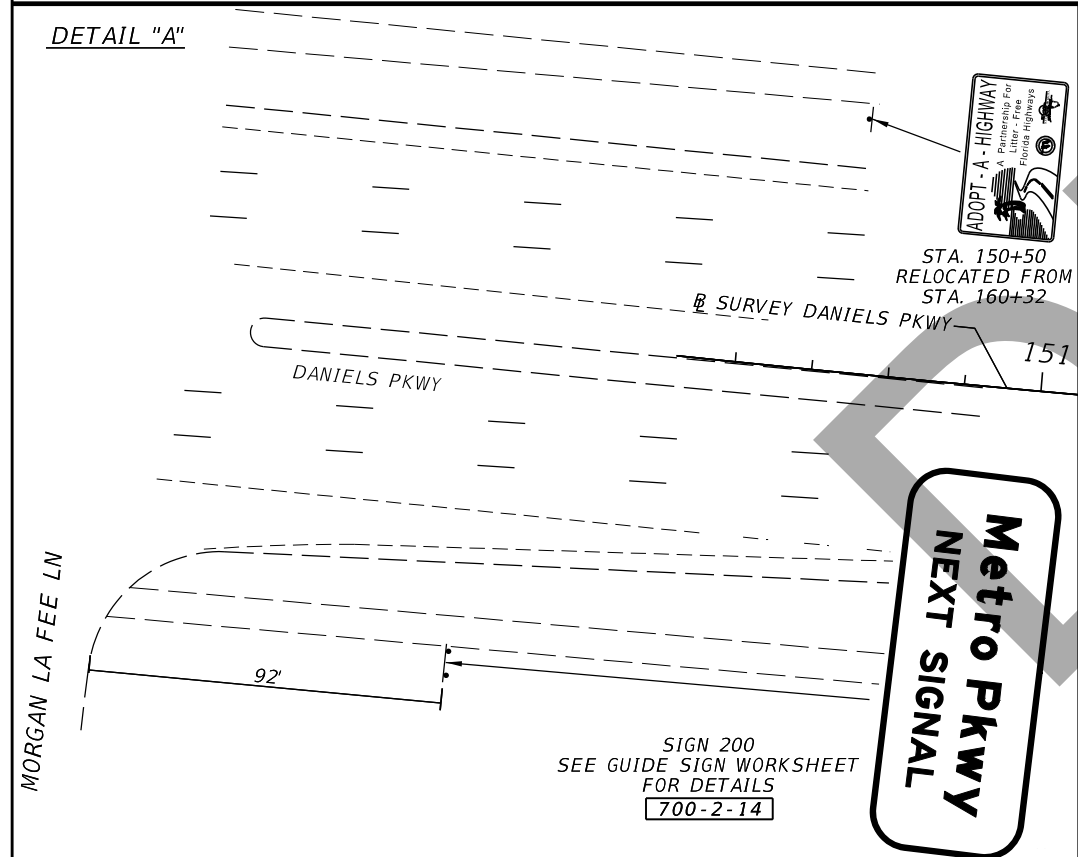 DETAIL "A"
ADOPT - A - HIGHWAY
A Partnership For
Litter - Free
Florida Highways
STA. 150+50
RELOCATED FROM
STA. 160+32
BL SURVEY DANIELS PKWY
151
DANIELS PKWY
MORGAN LA FEE LN
92'
Metro Pkwy
NEXT SIGNAL
SIGN 200
SEE GUIDE SIGN WORKSHEET
FOR DETAILS
700-2-14